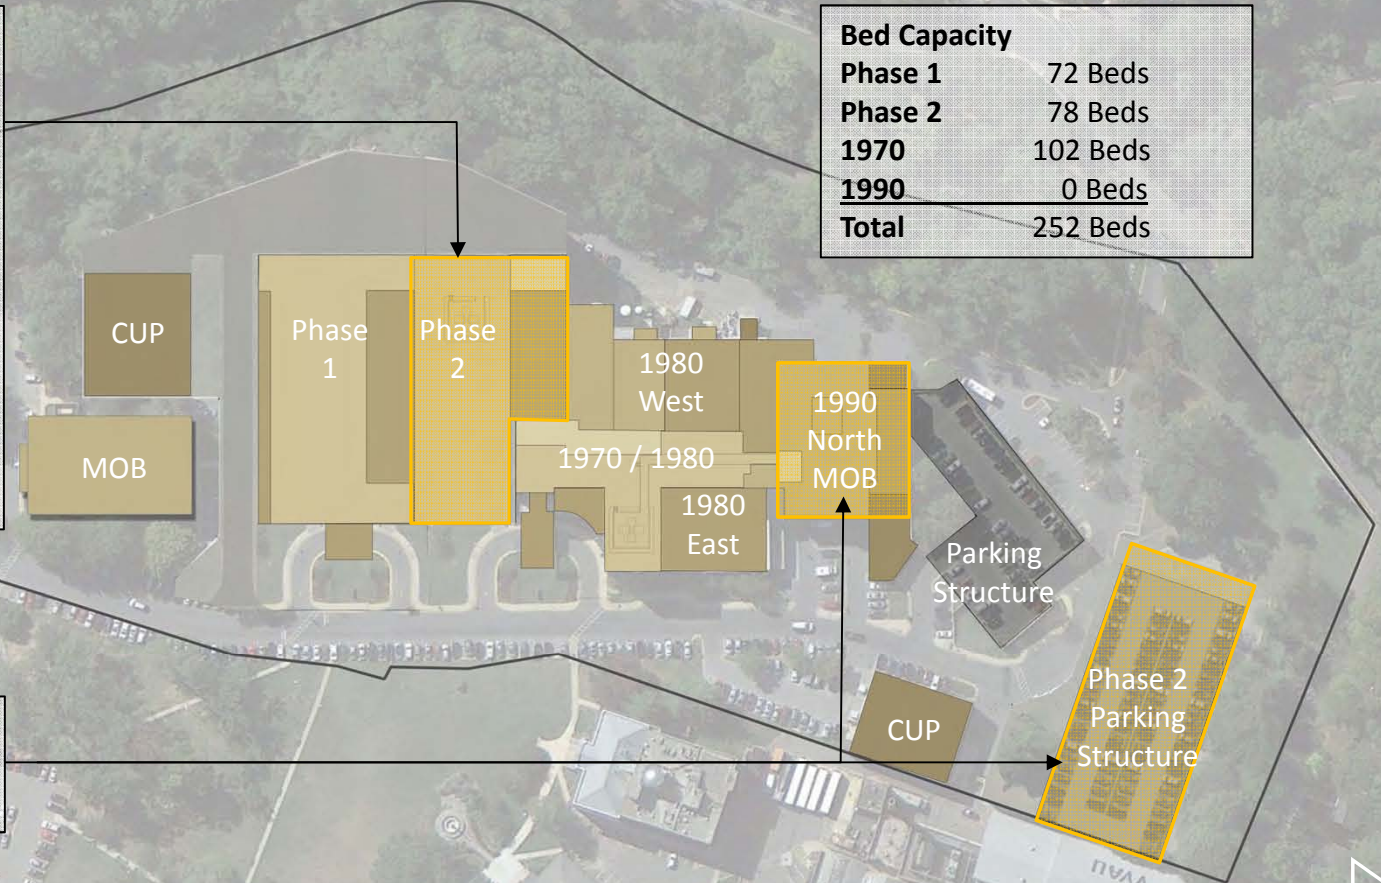 Bed Capacity
Phase 1 72 Beds
Phase 2 78 Beds
1970 102 Beds
1990 0 Beds
Total 252 Beds
CUP
Phase
1
Phase
2
1980
West
1990
North
MOB
MOB
1970 / 1980
1980
East
Parking
Structure
Phase 2
Parking
Structure
CUP